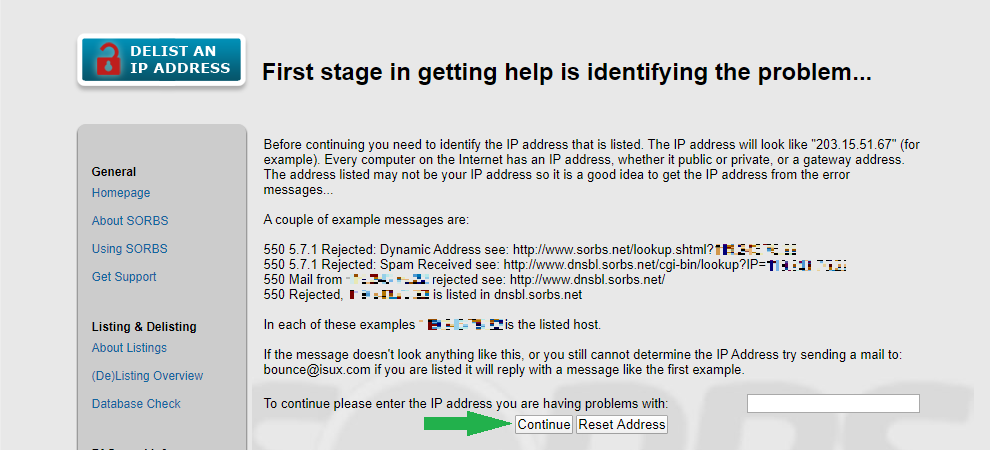 DELIST AN
IP ADDRESS
First stage in getting help is identifying the problem...
General
Homepage
About SORBS
Using SORBS
Get Support
Listing & Delisting
About Listings
(De)Listing Overview
Database Check
Before continuing you need to identify the IP address that is listed. The IP address will look like "203.15.51.67" (for
example). Every computer on the Internet has an IP address, whether it public or private, or a gateway address.
The address listed may not be your IP address so it is a good idea to get the IP address from the error
messages...
A couple of example messages are:
550 5.7.1 Rejected: Dynamic Address see: http://www.sorbs.net/lookup.shtml?
550 5.7.1 Rejected: Spam Received see: http://www.dnsbl.sorbs.net/cgi-bin/lookup?IP=
550 Mail from rejected see: http://www.dnsbl.sorbs.net/
550 Rejected, is listed in dnsbl.sorbs.net
In each of these examples is the listed host.
If the message doesn't look anything like this, or you still cannot determine the IP Address try sending a mail to:
bounce@isux.com if you are listed it will reply with a message like the first example.
To continue please enter the IP address you are having problems with:
Continue Reset Address